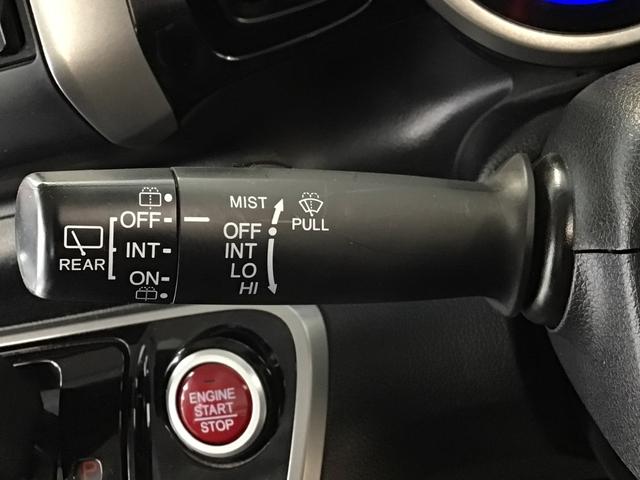 REAR
OFF
INT
ON
MIST
OFF
INT
LO
HI
PULL
ENGINE
START
STOP
P